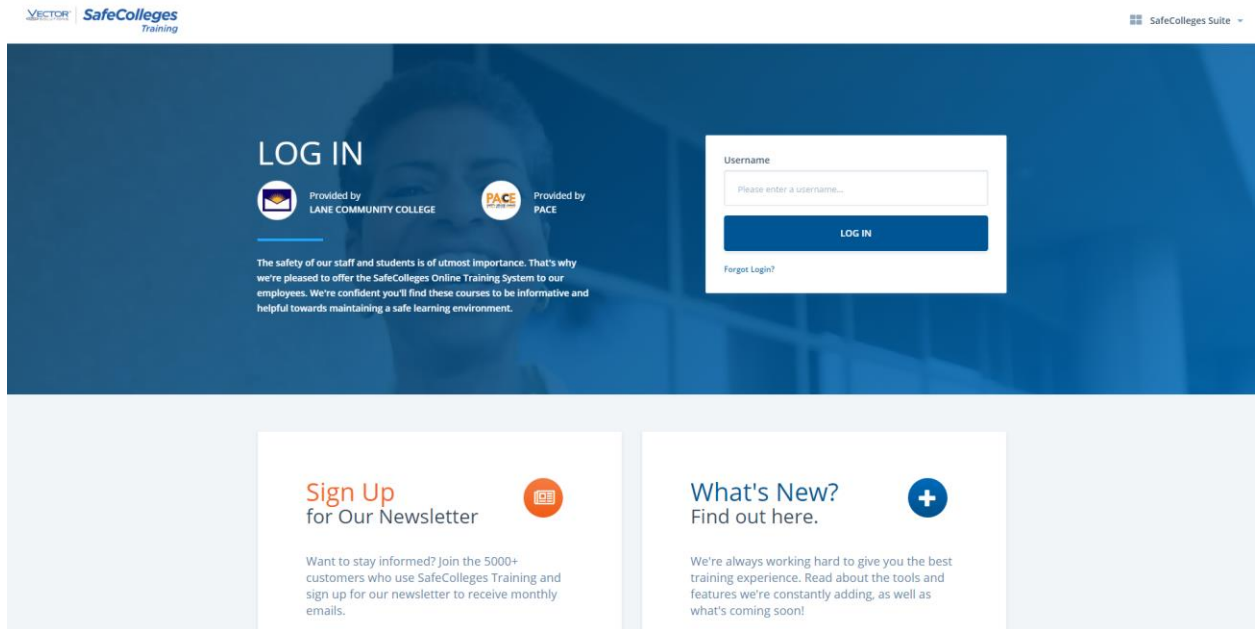 VECTOR SafeColleges
Training
SafeColleges Suite
LOG IN
Provided by
LANE COMMUNITY COLLEGE
PACE
Provided by
PACE
The safety of our staff and students is of utmost importance. That's why
we're pleased to offer the SafeColleges Online Training System to our
employees. We're confident you'll find these courses to be informative and
helpful towards maintaining a safe learning environment.
Username
Please enter a username...
LOG IN
Forgot Login?
Sign Up
for Our Newsletter
Want to stay informed? Join the 5000+
customers who use SafeColleges Training and
sign up for our newsletter to receive monthly
emails.
What's New?
Find out here.
We're always working hard to give you the best
training experience. Read about the tools and
features we're constantly adding, as well as
what's coming soon!